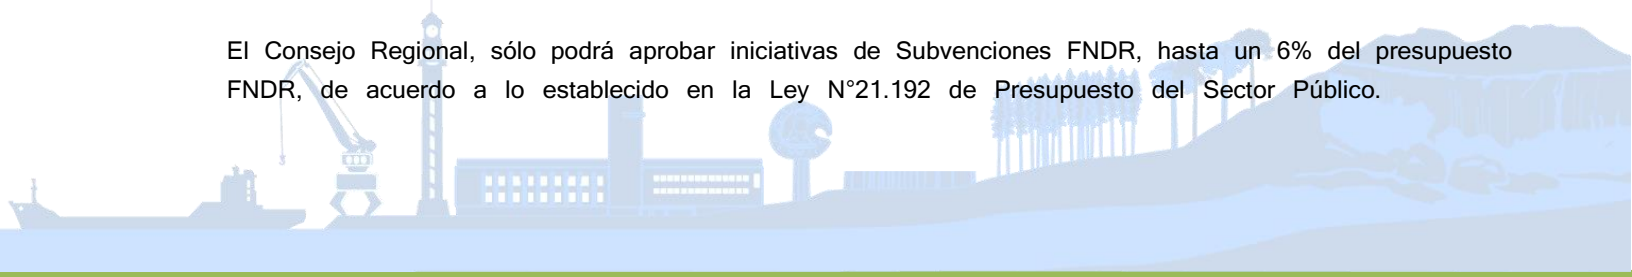 El Consejo Regional, sólo podrá aprobar iniciativas de Subvenciones FNDR, hasta un 6% del presupuesto
FNDR, de acuerdo a lo establecido en la Ley N°21.192 de Presupuesto del Sector Público.